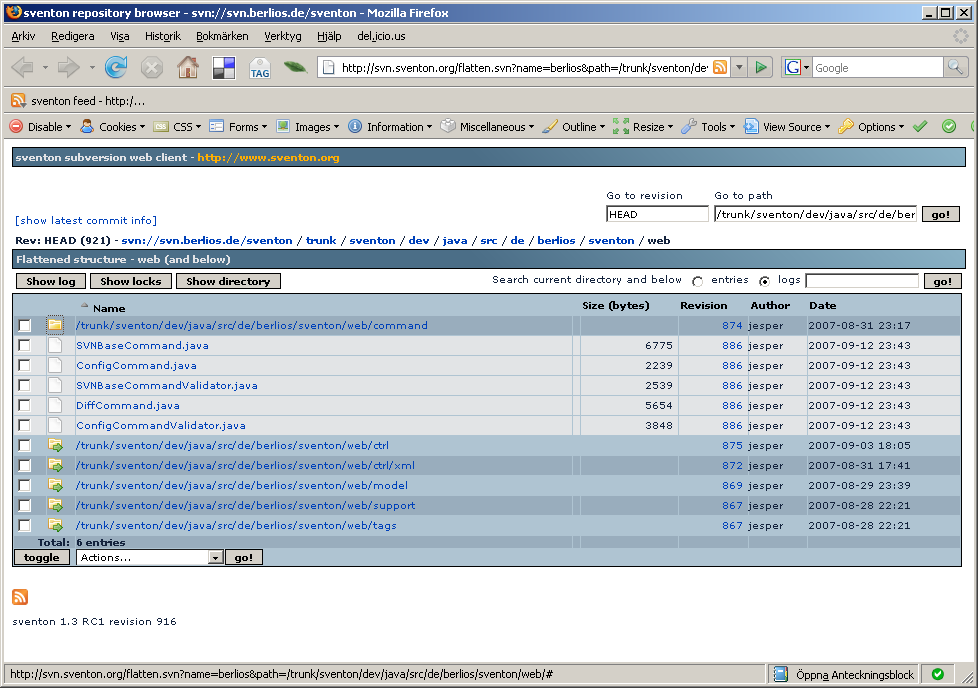 sventon repository browser - svn://svn.berlios.de/sventon - Mozilla Firefox
Arkiv Redigera Visa Historik Bokmärken Verktyg Hjälp del.icio.us
TAG http://svn.sventon.org/flatten.svn?name=berlios&path=/trunk/sventon/de G Google
sventon feed - http:/...
Disable Cookies CSS Forms Images Information Miscellaneous Outline Resize Tools View Source Options
sventon subversion web client - http://www.sventon.org
Go to revision Go to path
[show latest commit info] HEAD /trunk/sventon/dev/java/src/de/ber go!
Rev: HEAD (921) - svn://svn.berlios.de/sventon / trunk / sventon / dev / java / src / de / berlios / sventon / web
Flattened structure - web (and below)
Show log Show locks Show directory Search current directory and below entries logs go!
Name Size (bytes) Revision Author Date
/trunk/sventon/dev/java/src/de/berlios/sventon/web/command 874 jesper 2007-08-31 23:17
SVNBaseCommand.java 6775 886 jesper 2007-09-12 23:43
ConfigCommand.java 2239 886 jesper 2007-09-12 23:43
SVNBaseCommandValidator.java 2539 886 jesper 2007-09-12 23:43
DiffCommand.java 5654 886 jesper 2007-09-12 23:43
ConfigCommandValidator.java 3848 886 jesper 2007-09-12 23:43
/trunk/sventon/dev/java/src/de/berlios/sventon/web/ctrl 875 jesper 2007-09-03 18:05
/trunk/sventon/dev/java/src/de/berlios/sventon/web/ctrl/xml 872 jesper 2007-08-31 17:41
/trunk/sventon/dev/java/src/de/berlios/sventon/web/model 869 jesper 2007-08-29 23:39
/trunk/sventon/dev/java/src/de/berlios/sventon/web/support 867 jesper 2007-08-28 22:21
/trunk/sventon/dev/java/src/de/berlios/sventon/web/tags 867 jesper 2007-08-28 22:21
Total: 6 entries
toggle Actions... go!
sventon 1.3 RC1 revision 916
http://svn.sventon.org/flatten.svn?name=berlios&path=/trunk/sventon/dev/java/src/de/berlios/sventon/web/# Öppna Anteckningsblock